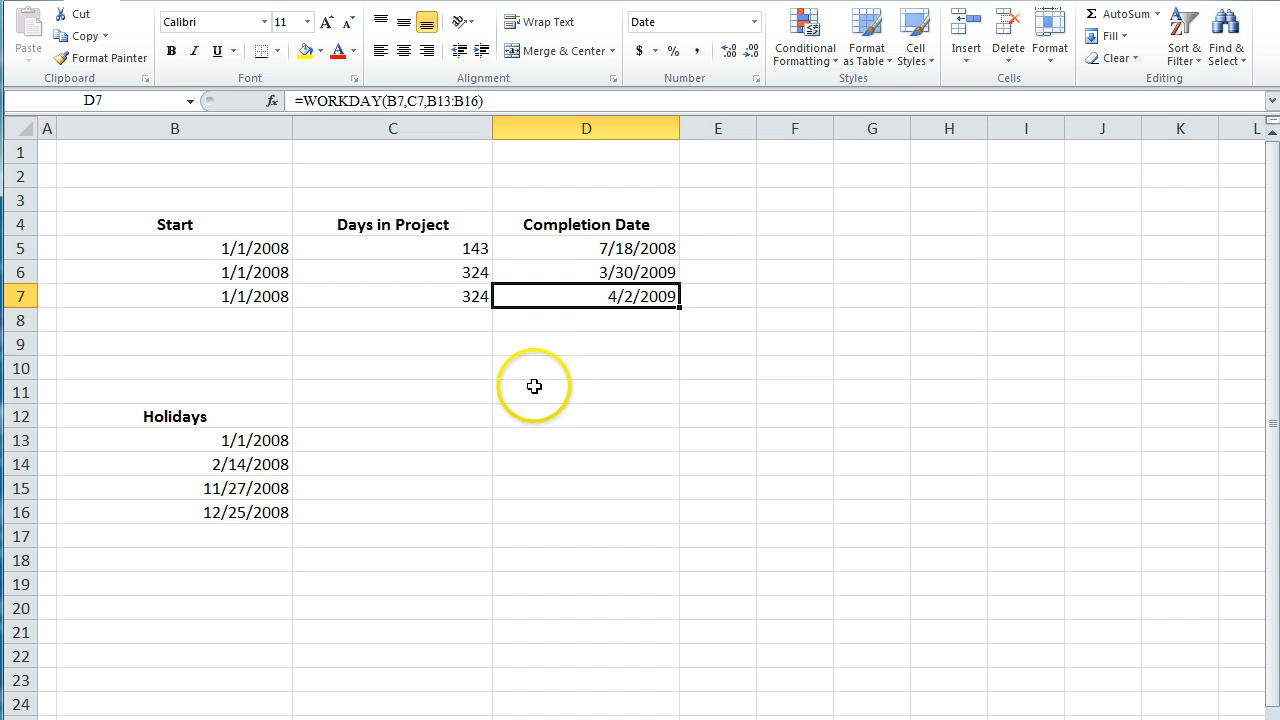 Cut
Copy
Format Painter
Paste
Clipboard
Calibri 11
B I U A
Font
Wrap Text
Merge & Center
Alignment
Date
$ % ,
Number
Conditional Formatting
Format as Table
Cell Styles
Styles
Insert
Delete
Format
Cells
Σ AutoSum
Fill
Clear
Sort & Filter
Find & Select
Editing
D7 fx =WORKDAY(B7,C7,B13:B16)
A B C D E F G H I J K L
1
2
3
4 Start Days in Project Completion Date
5 1/1/2008 143 7/18/2008
6 1/1/2008 324 3/30/2009
7 1/1/2008 324 4/2/2009
8
9
10
11
12 Holidays
13 1/1/2008
14 2/14/2008
15 11/27/2008
16 12/25/2008
17
18
19
20
21
22
23
24